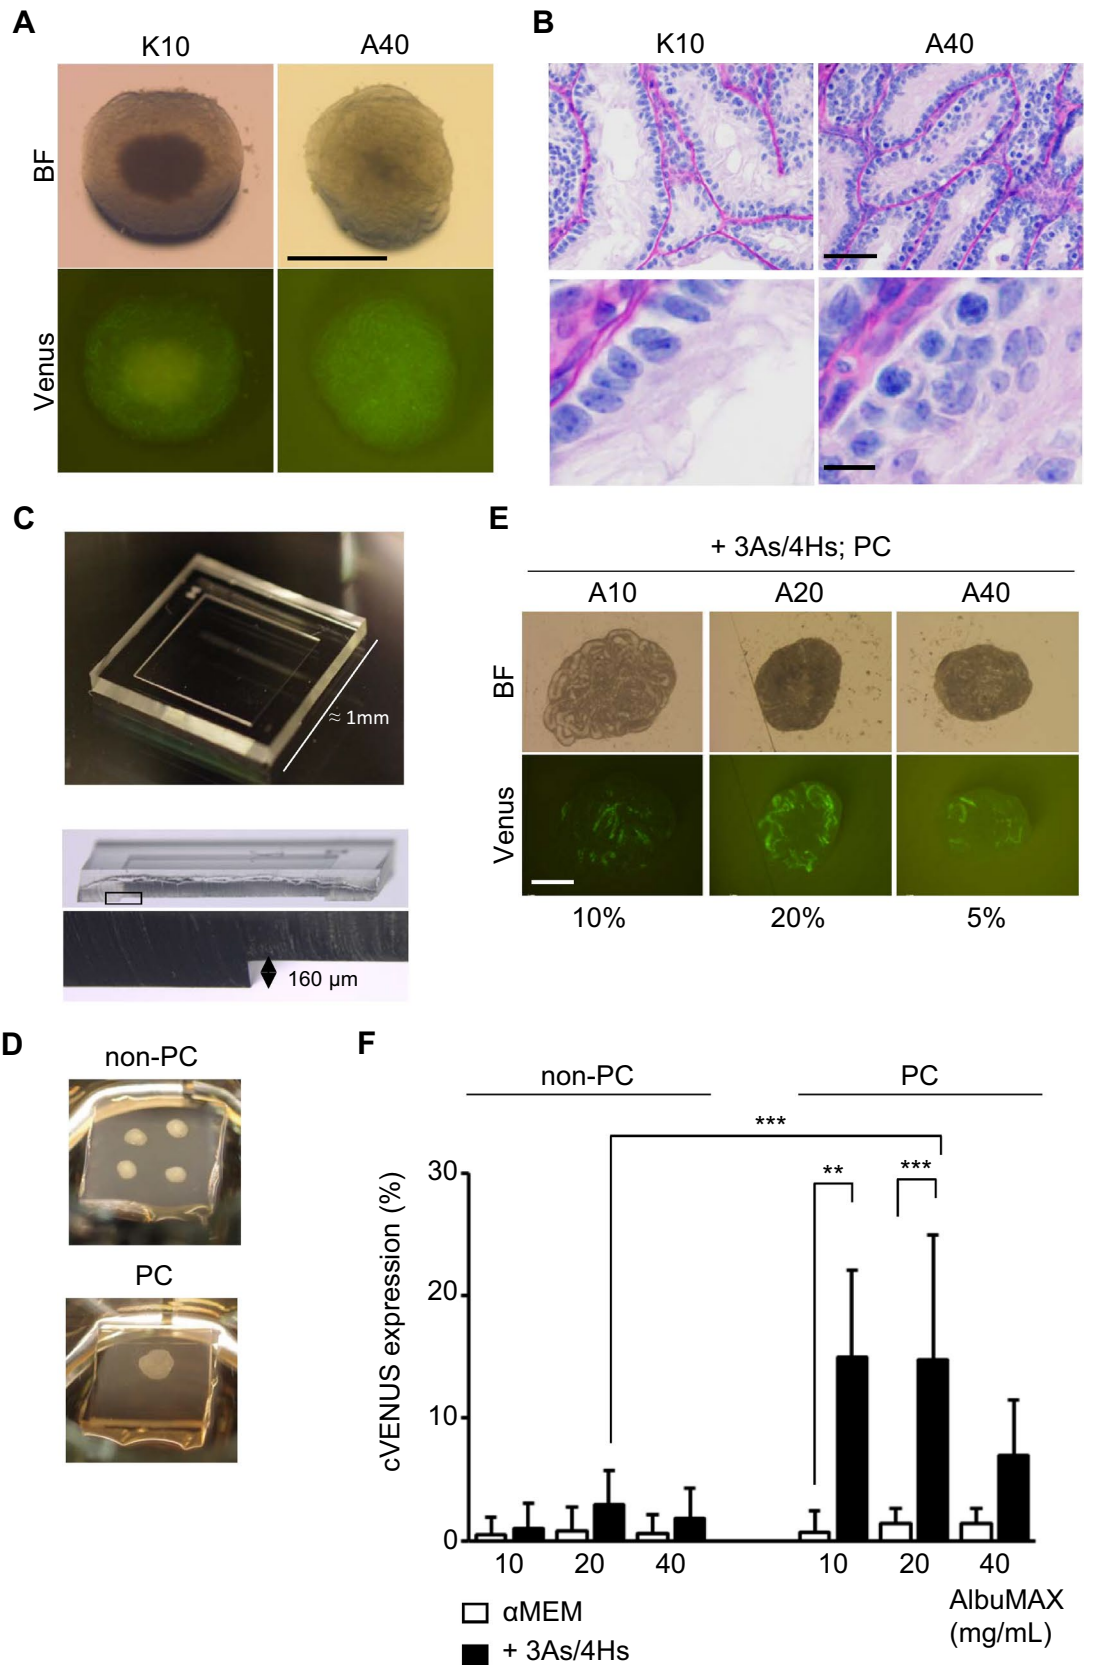 A
K10
A40
BF
Venus
B
K10
A40
C
≈ 1mm
160 µm
D
non-PC
PC
E
+ 3As/4Hs; PC
A10
A20
A40
BF
Venus
10%
20%
5%
F
non-PC
PC
***
**
***
cVENUS expression (%)
30
20
10
0
10
20
40
10
20
40
AlbuMAX
(mg/mL)
αMEM
+ 3As/4Hs